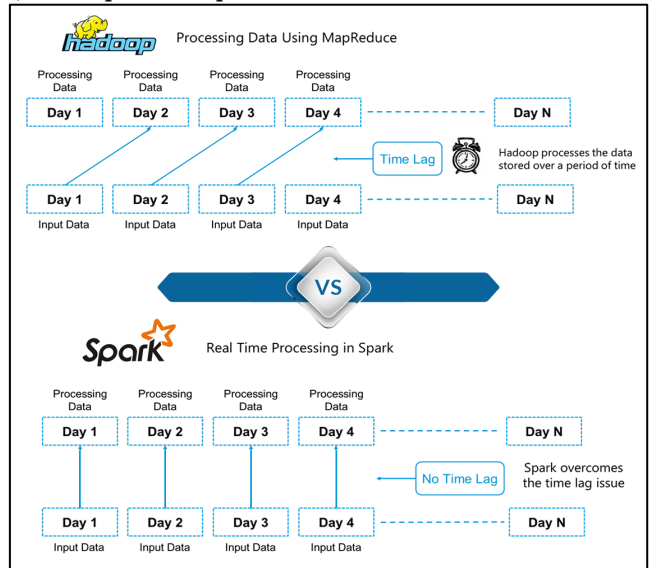 hadoop
Processing Data Using MapReduce
Processing Data
Processing Data
Processing Data
Processing Data
Day 1
Day 2
Day 3
Day 4
Day N
Time Lag
Hadoop processes the data
stored over a period of time
Day 1
Day 2
Day 3
Day 4
Day N
Input Data
Input Data
Input Data
Input Data
VS
Spark
Real Time Processing in Spark
Processing Data
Processing Data
Processing Data
Processing Data
Day 1
Day 2
Day 3
Day 4
Day N
No Time Lag
Spark overcomes
the time lag issue
Day 1
Day 2
Day 3
Day 4
Day N
Input Data
Input Data
Input Data
Input Data